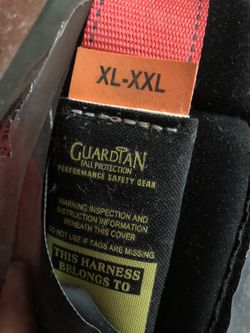 XL-XXL
GUARDIAN
FALL PROTECTION
PERFORMANCE SAFETY GEAR
WARNING:INSPECTION AND
INSTRUCTION INFORMATION
BENEATH THIS COVER
DO NOT USE IF TAGS ARE MISSING
THIS HARNESS
BELONGS TO